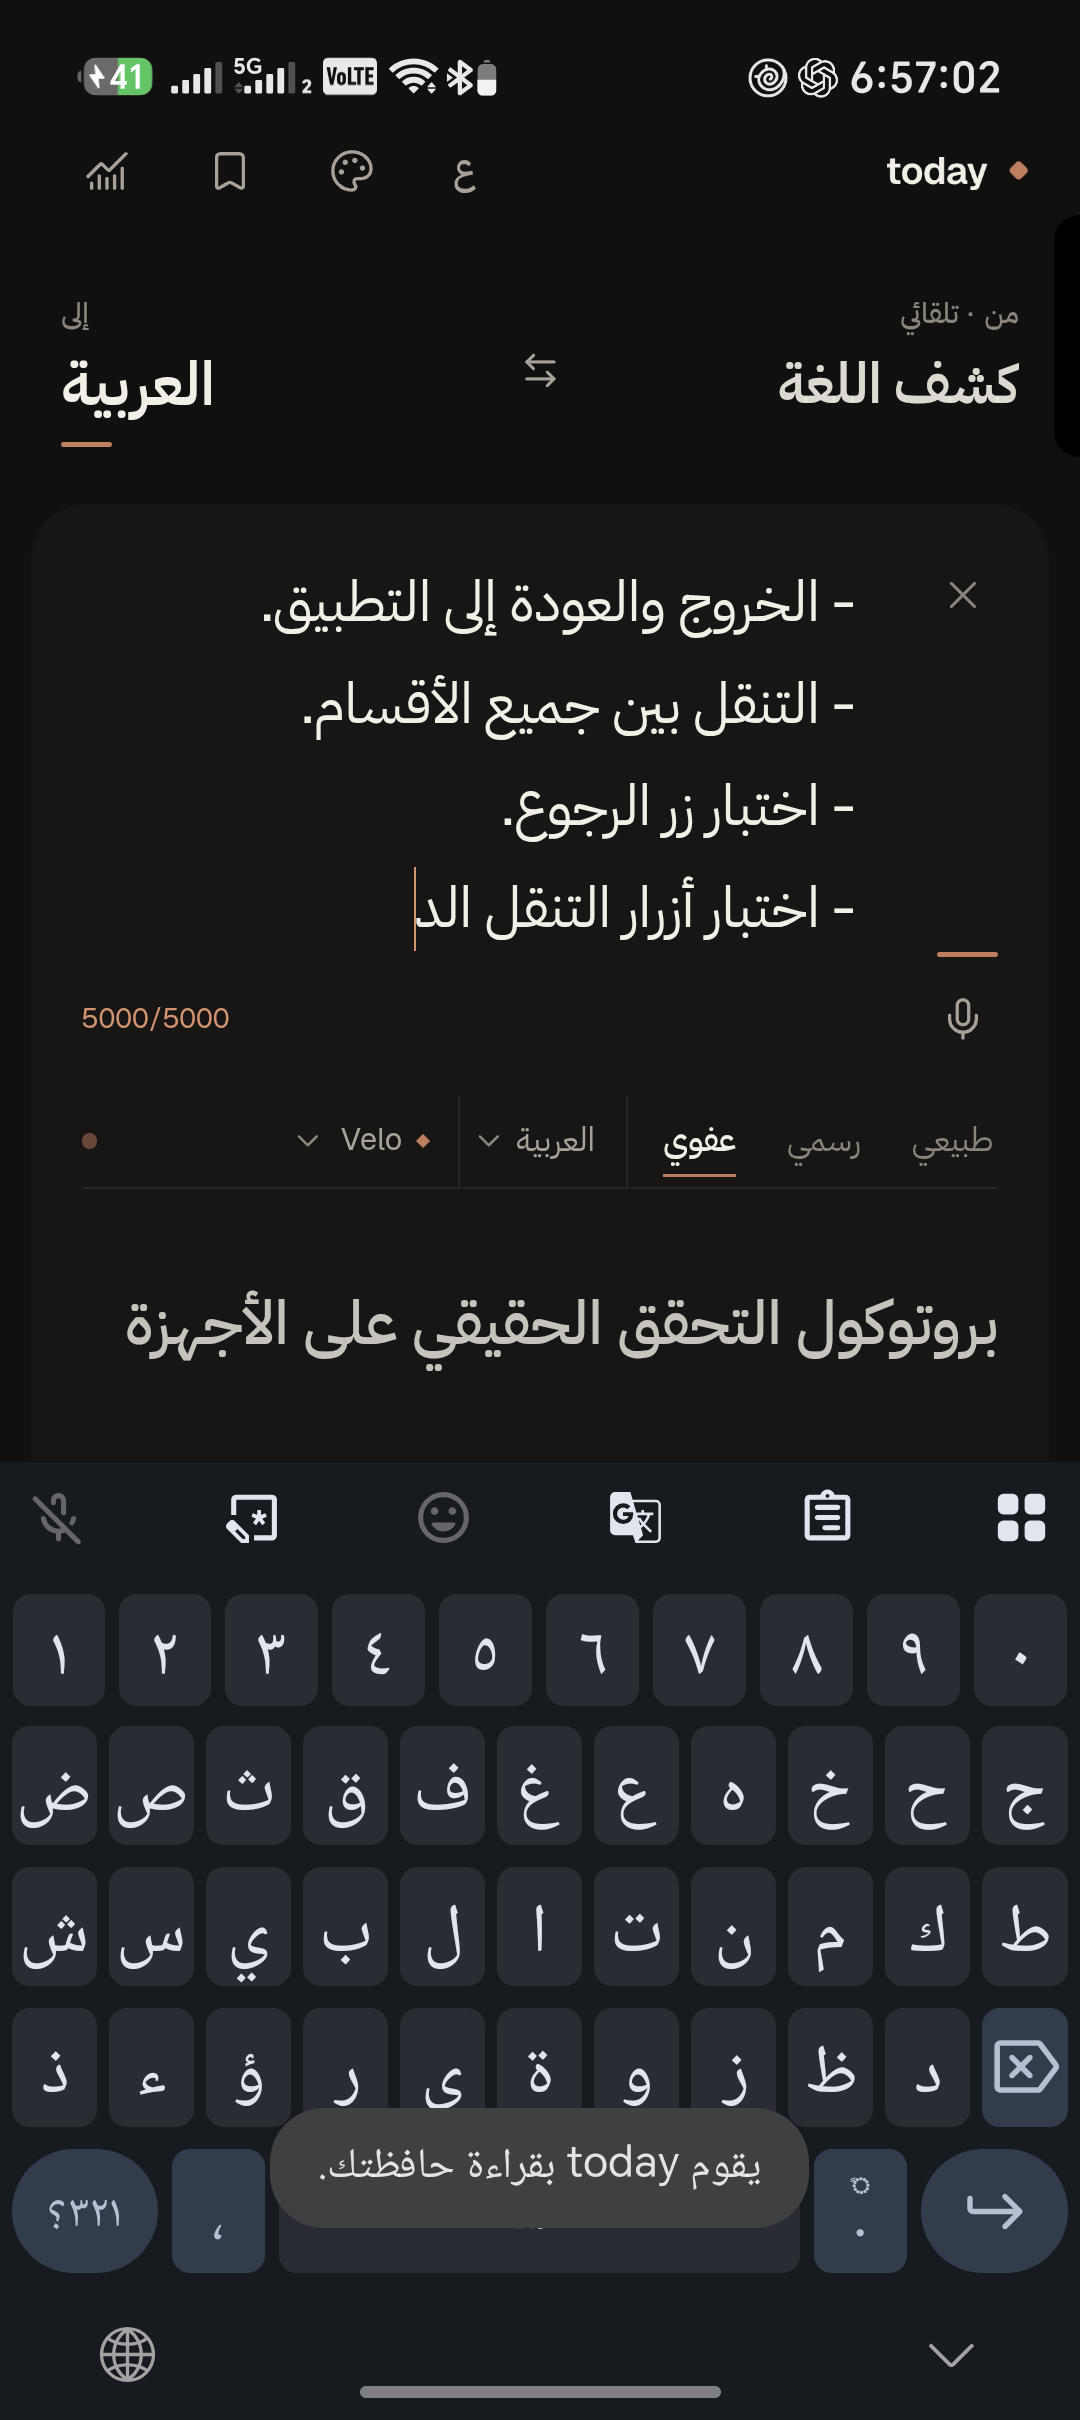 41 5G 2 VoLTE 6:57:02
ع today
من · تلقائي إلى
كشف اللغة العربية
- الخروج والعودة إلى التطبيق.
- التنقل بين جميع الأقسام.
- اختبار زر الرجوع.
- اختبار أزرار التنقل الد
5000/5000
طبيعي رسمي عفوي العربية Velo
بروتوكول التحقق الحقيقي على الأجهزة
١ ٢ ٣ ٤ ٥ ٦ ٧ ٨ ٩ ٠
ض ص ث ق ف غ ع ه خ ح ج
ش س ي ب ل ا ت ن م ك ط
ذ ء ؤ ر ى ة و ز ظ د
يقوم today بقراءة حافظتك.
٣٢١؟ ، .